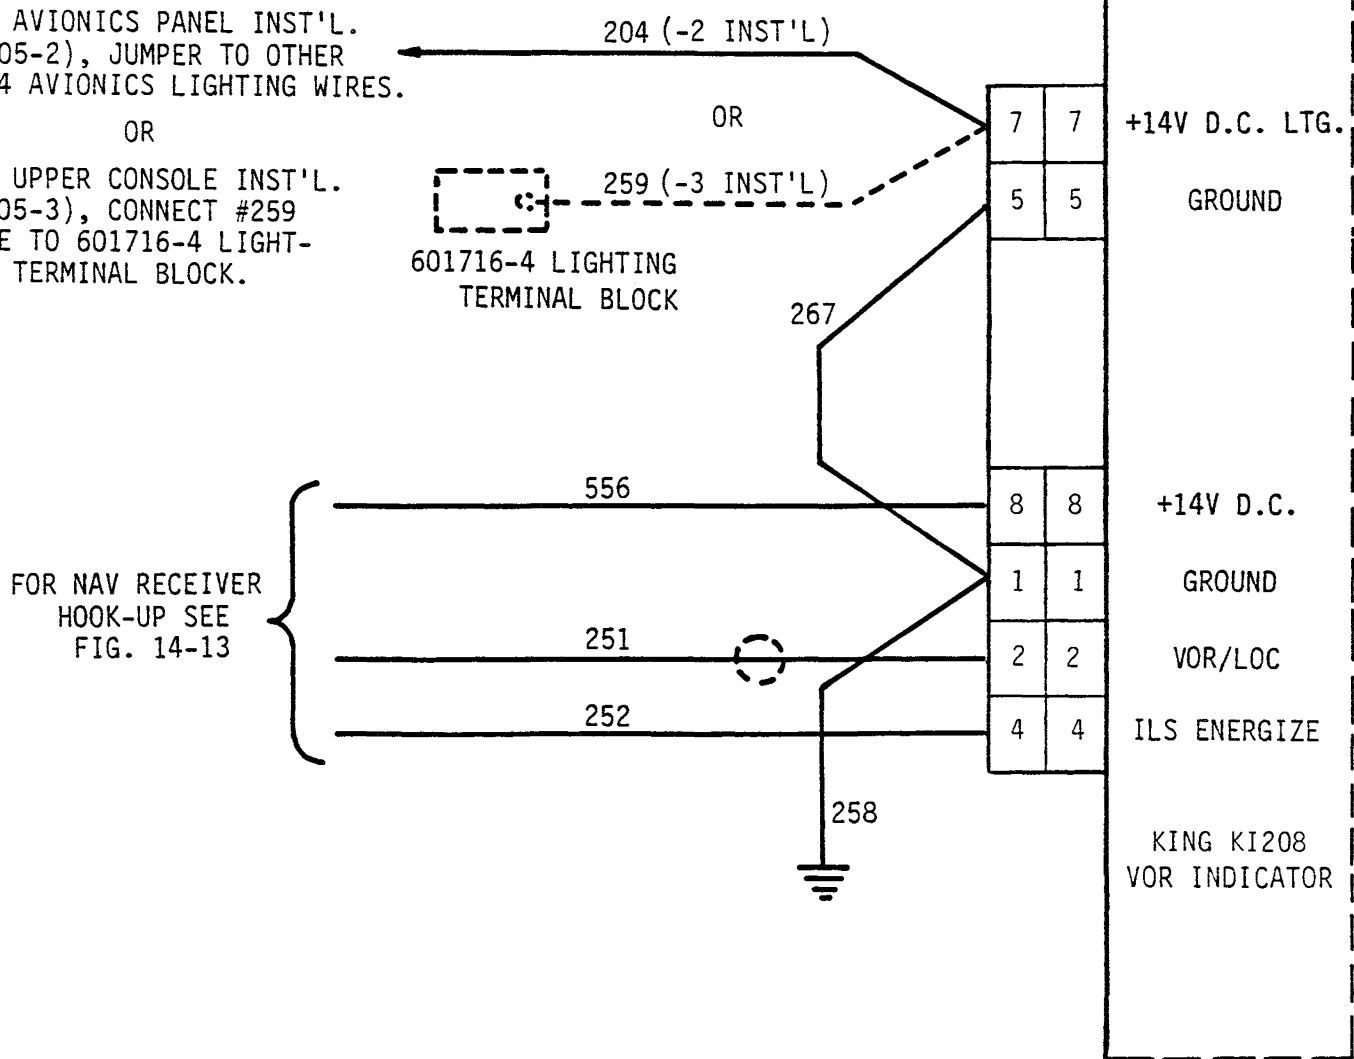 AVIONICS PANEL INST'L.
05-2), JUMPER TO OTHER
4 AVIONICS LIGHTING WIRES.
OR
UPPER CONSOLE INST'L.
05-3), CONNECT #259
E TO 601716-4 LIGHT-
TERMINAL BLOCK.
204 (-2 INST'L)
OR
259 (-3 INST'L)
601716-4 LIGHTING
TERMINAL BLOCK
7 7 +14V D.C. LTG.
5 5 GROUND
267
FOR NAV RECEIVER
HOOK-UP SEE
FIG. 14-13
556
8 8 +14V D.C.
1 1 GROUND
251
2 2 VOR/LOC
252
4 4 ILS ENERGIZE
258
KING KI208
VOR INDICATOR